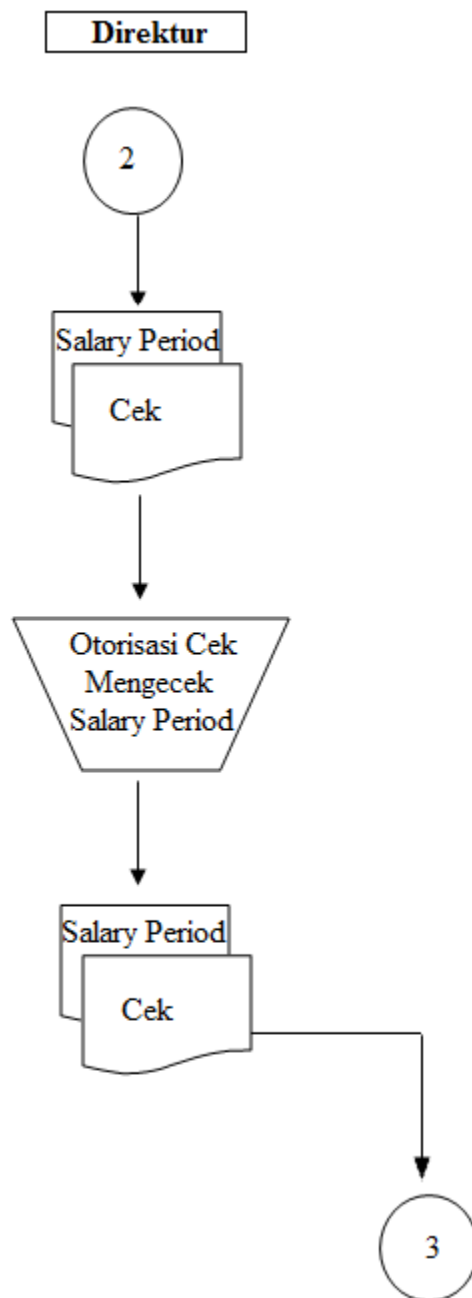 Direktur
2
Salary Period
Cek
Otorisasi Cek
Mengecek
Salary Period
Salary Period
Cek
3